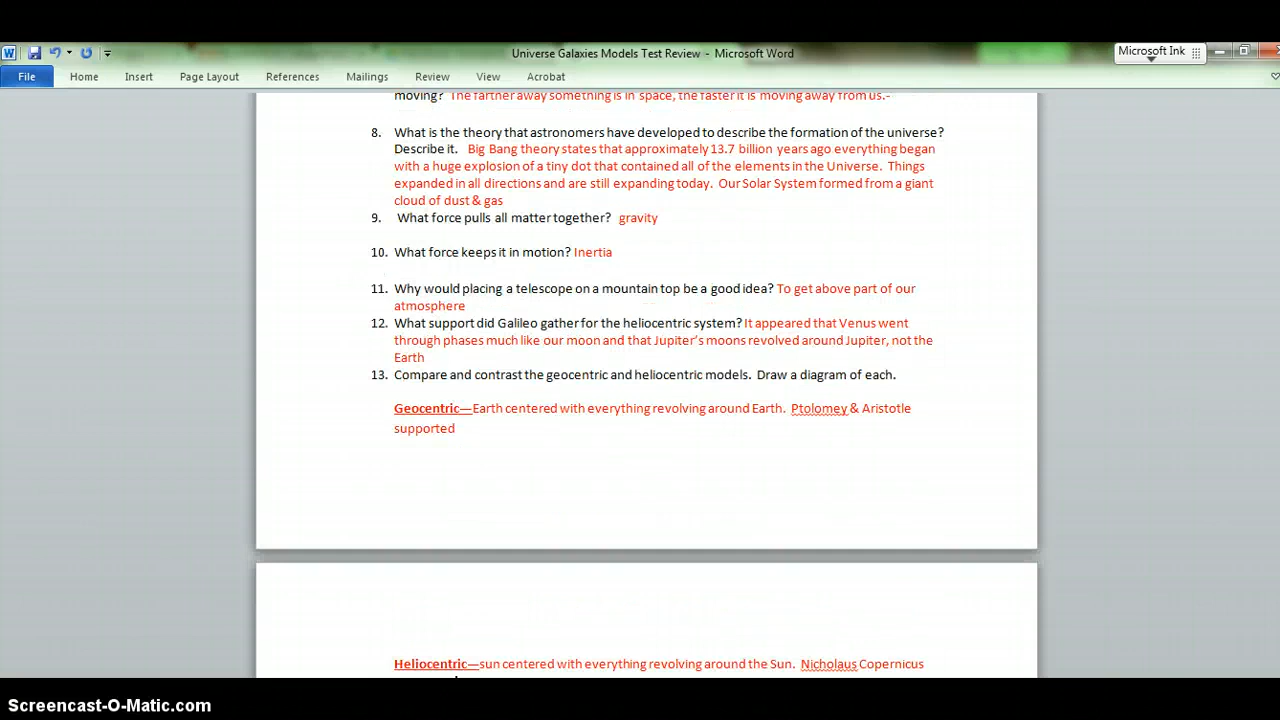 Universe Galaxies Models Test Review - Microsoft Word
Microsoft Ink
File Home Insert Page Layout References Mailings Review View Acrobat
moving? The farther away something is in space, the faster it is moving away from us.-
8. What is the theory that astronomers have developed to describe the formation of the universe?
Describe it. Big Bang theory states that approximately 13.7 billion years ago everything began
with a huge explosion of a tiny dot that contained all of the elements in the Universe. Things
expanded in all directions and are still expanding today. Our Solar System formed from a giant
cloud of dust & gas
9. What force pulls all matter together? gravity
10. What force keeps it in motion? Inertia
11. Why would placing a telescope on a mountain top be a good idea? To get above part of our
atmosphere
12. What support did Galileo gather for the heliocentric system? It appeared that Venus went
through phases much like our moon and that Jupiter's moons revolved around Jupiter, not the
Earth
13. Compare and contrast the geocentric and heliocentric models. Draw a diagram of each.
Geocentric—Earth centered with everything revolving around Earth. Ptolomey & Aristotle
supported
Heliocentric—sun centered with everything revolving around the Sun. Nicholaus Copernicus
Screencast-O-Matic.com